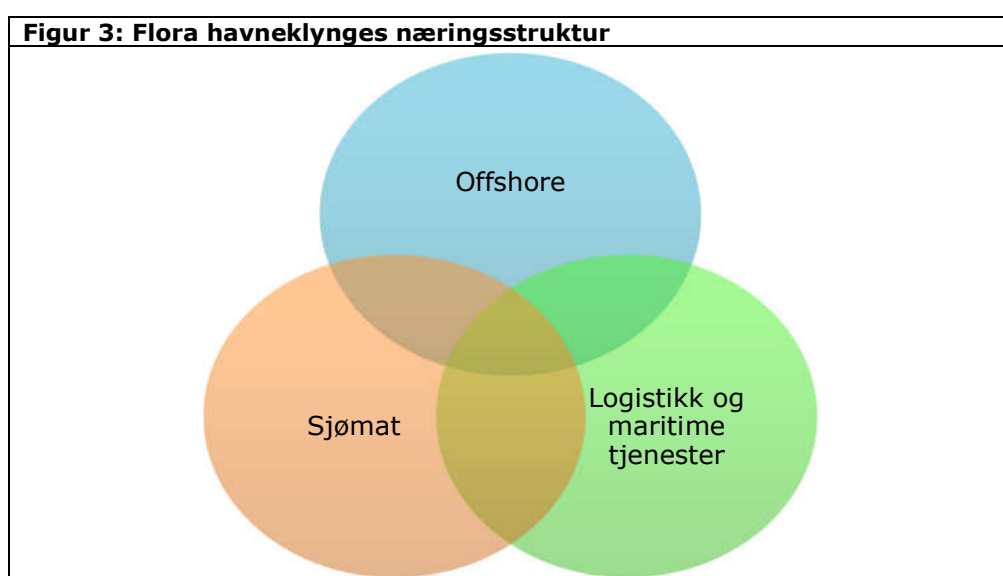 Figur 3: Flora havneklynges næringsstruktur
Offshore
Sjømat
Logistikk og
maritime
tjenester